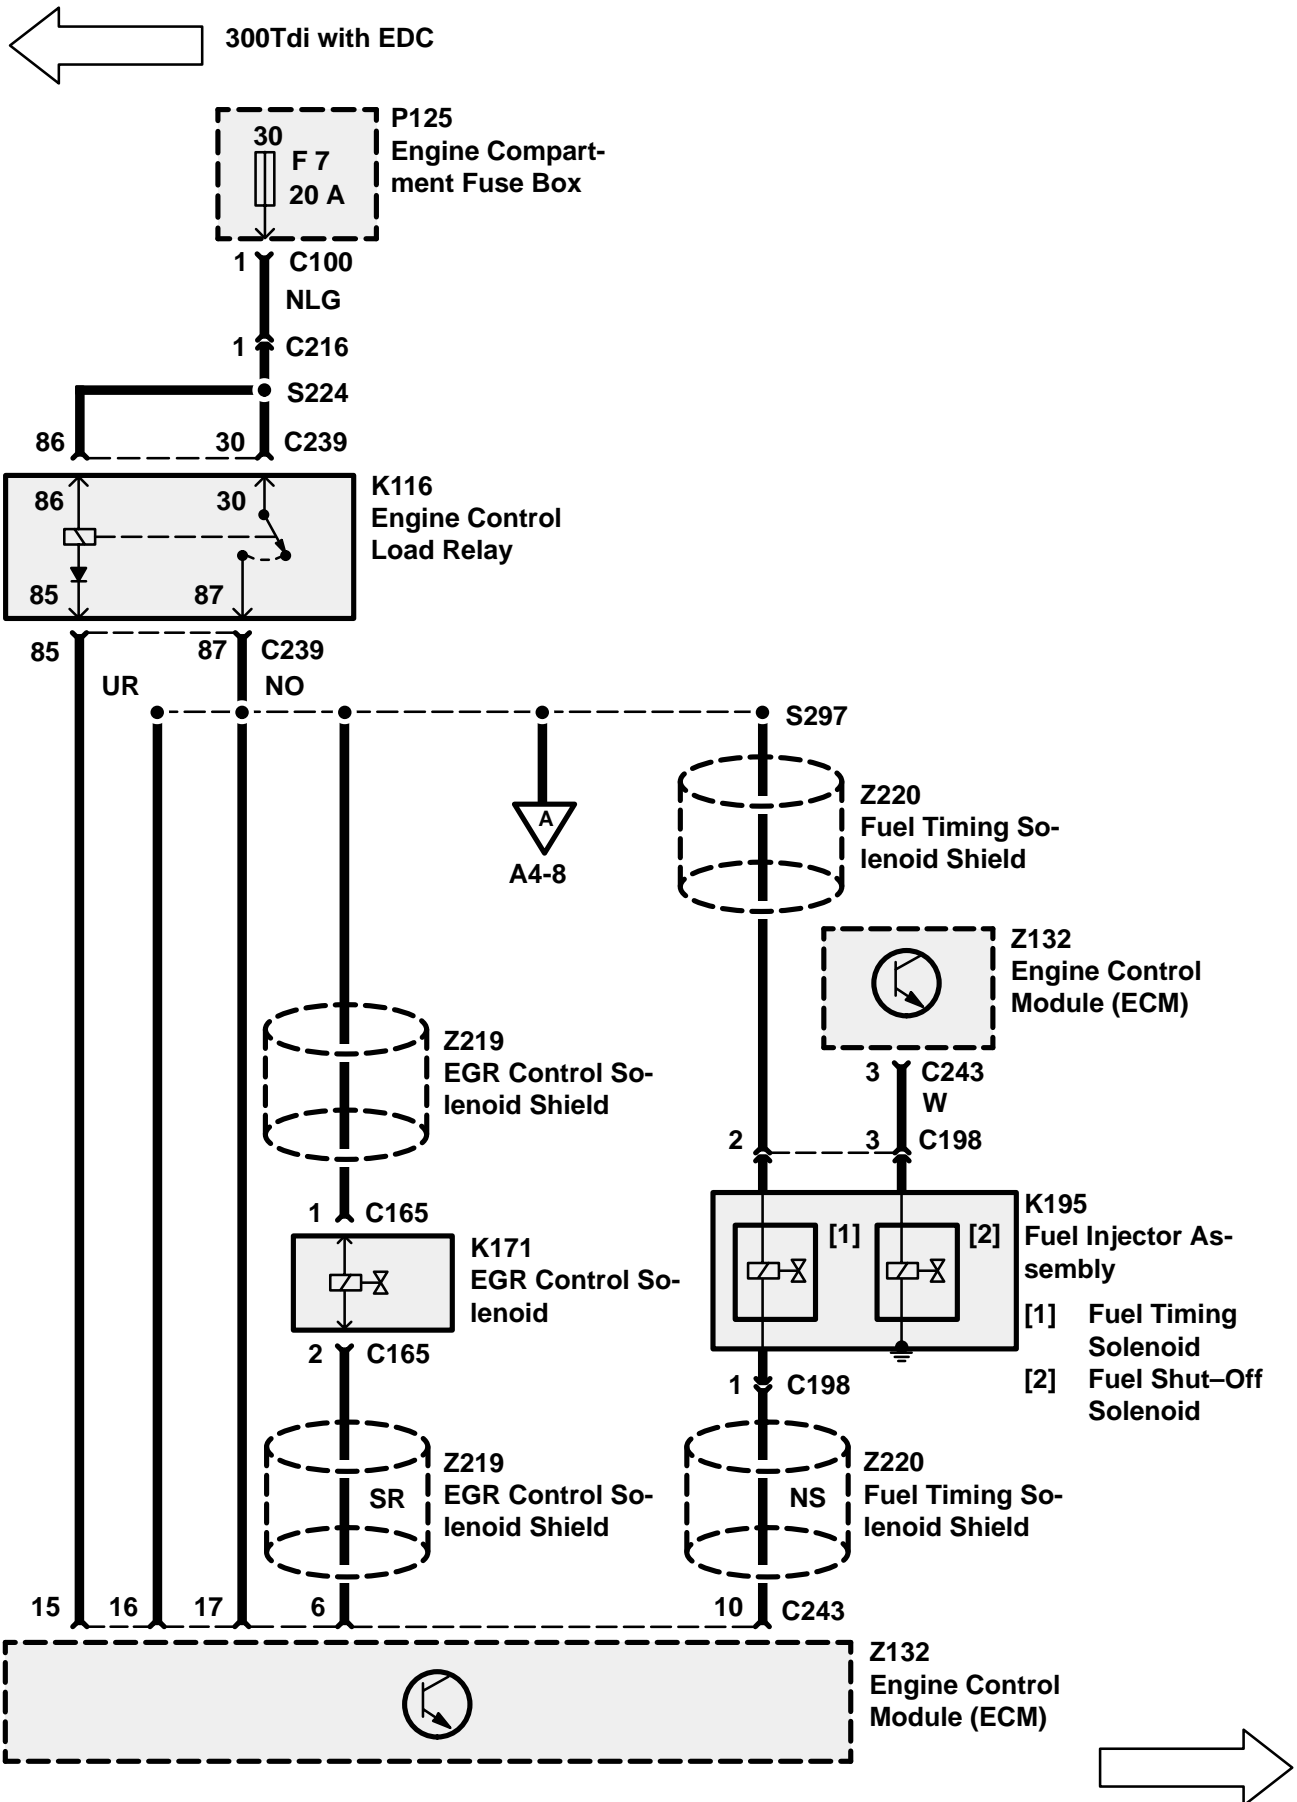 300Tdi with EDC
P125
Engine Compart-
ment Fuse Box
30
F 7
20 A
1 C100
NLG
1 C216
S224
86 30 C239
86 30
85 87
K116
Engine Control
Load Relay
85 87 C239
UR NO
S297
A
A4-8
Z220
Fuel Timing So-
lenoid Shield
Z132
Engine Control
Module (ECM)
Z219
EGR Control So-
lenoid Shield
3 C243
W
2 3 C198
1 C165
K171
EGR Control So-
lenoid
2 C165
[1] [2]
K195
Fuel Injector As-
sembly
[1] Fuel Timing
Solenoid
[2] Fuel Shut–Off
Solenoid
1 C198
SR
Z219
EGR Control So-
lenoid Shield
NS
Z220
Fuel Timing So-
lenoid Shield
15 16 17 6 10 C243
Z132
Engine Control
Module (ECM)